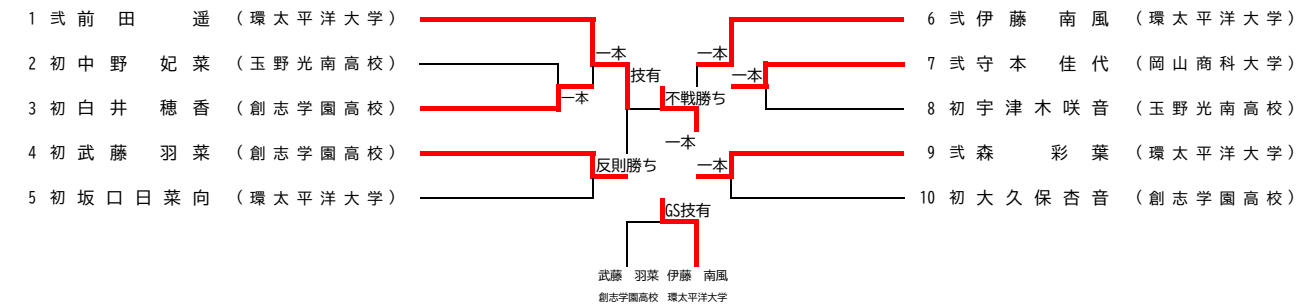 1 弐 前田 遥 (環太平洋大学)
2 初 中野 妃菜 (玉野光南高校)
3 初 白井 穂香 (創志学園高校)
4 初 武藤 羽菜 (創志学園高校)
5 初 坂口日菜向 (環太平洋大学)
一本
技有
一本
反則勝ち
一本
一本
不戦勝ち
一本
一本
6 弐 伊藤 南風 (環太平洋大学)
7 弐 守本 佳代 (岡山商科大学)
8 初 宇津木咲音 (玉野光南高校)
9 弐 森 彩葉 (環太平洋大学)
10 初 大久保杏音 (創志学園高校)
GS技有
武藤 羽菜 伊藤 南風
創志学園高校 環太平洋大学